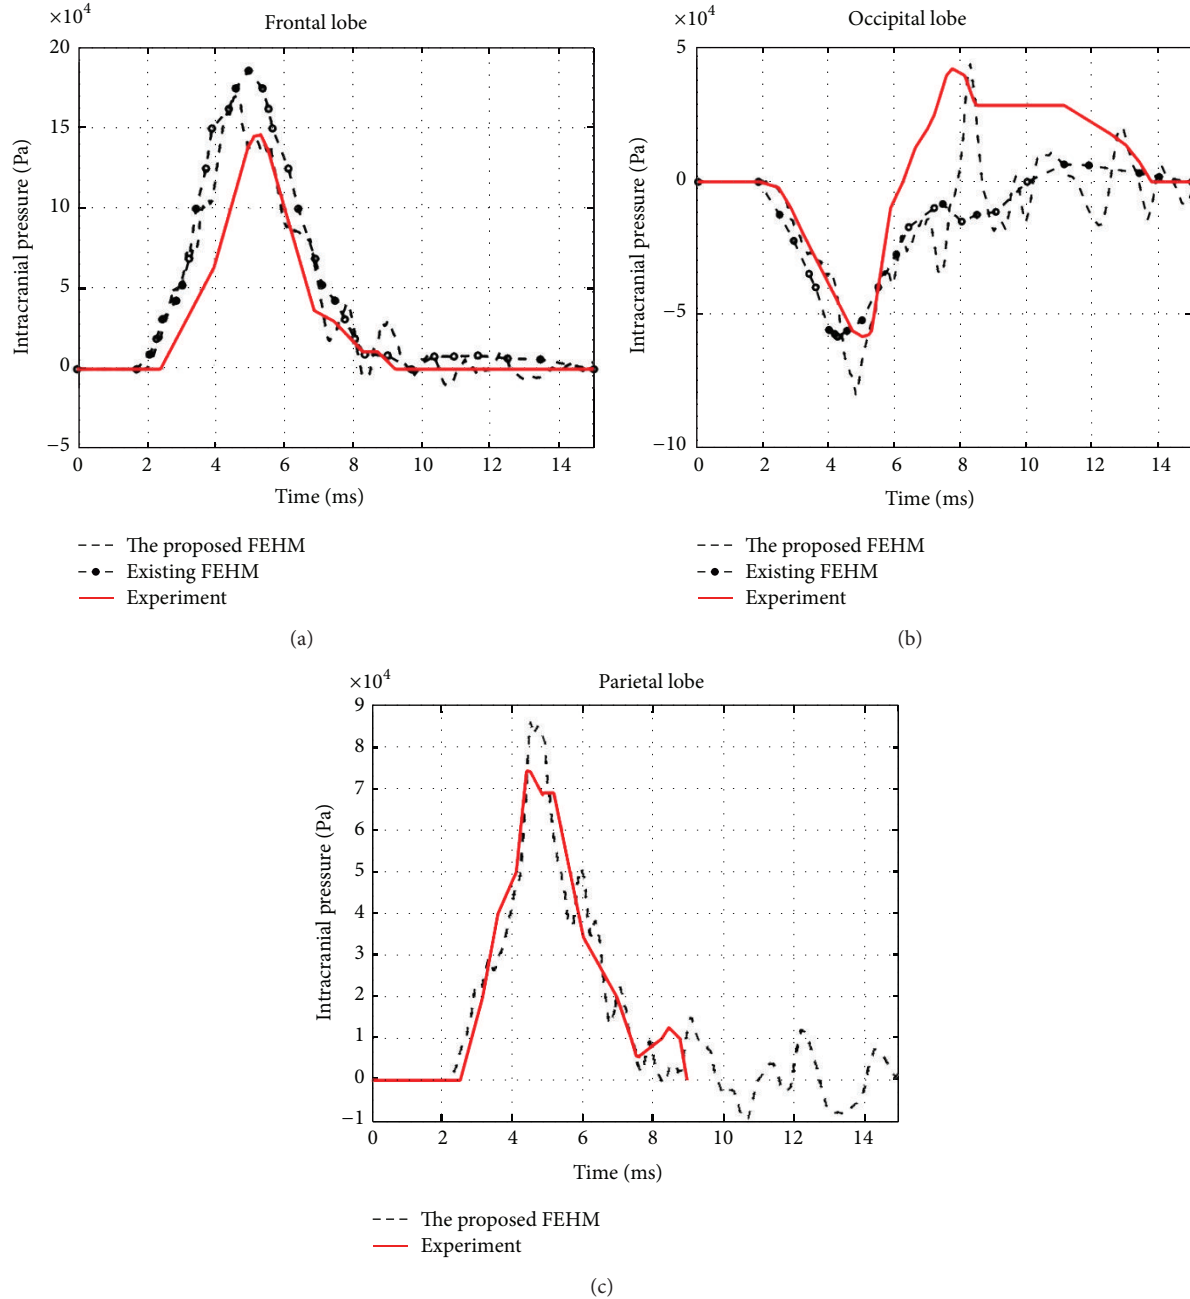 ×10⁴
Frontal lobe
20
15
10
5
0
−5
Intracranial pressure (Pa)
0 2 4 6 8 10 12 14
Time (ms)
The proposed FEHM
Existing FEHM
Experiment
(a)
×10⁴
Occipital lobe
5
0
−5
−10
Intracranial pressure (Pa)
0 2 4 6 8 10 12 14
Time (ms)
The proposed FEHM
Existing FEHM
Experiment
(b)
×10⁴
Parietal lobe
9
8
7
6
5
4
3
2
1
0
−1
Intracranial pressure (Pa)
0 2 4 6 8 10 12 14
Time (ms)
The proposed FEHM
Experiment
(c)